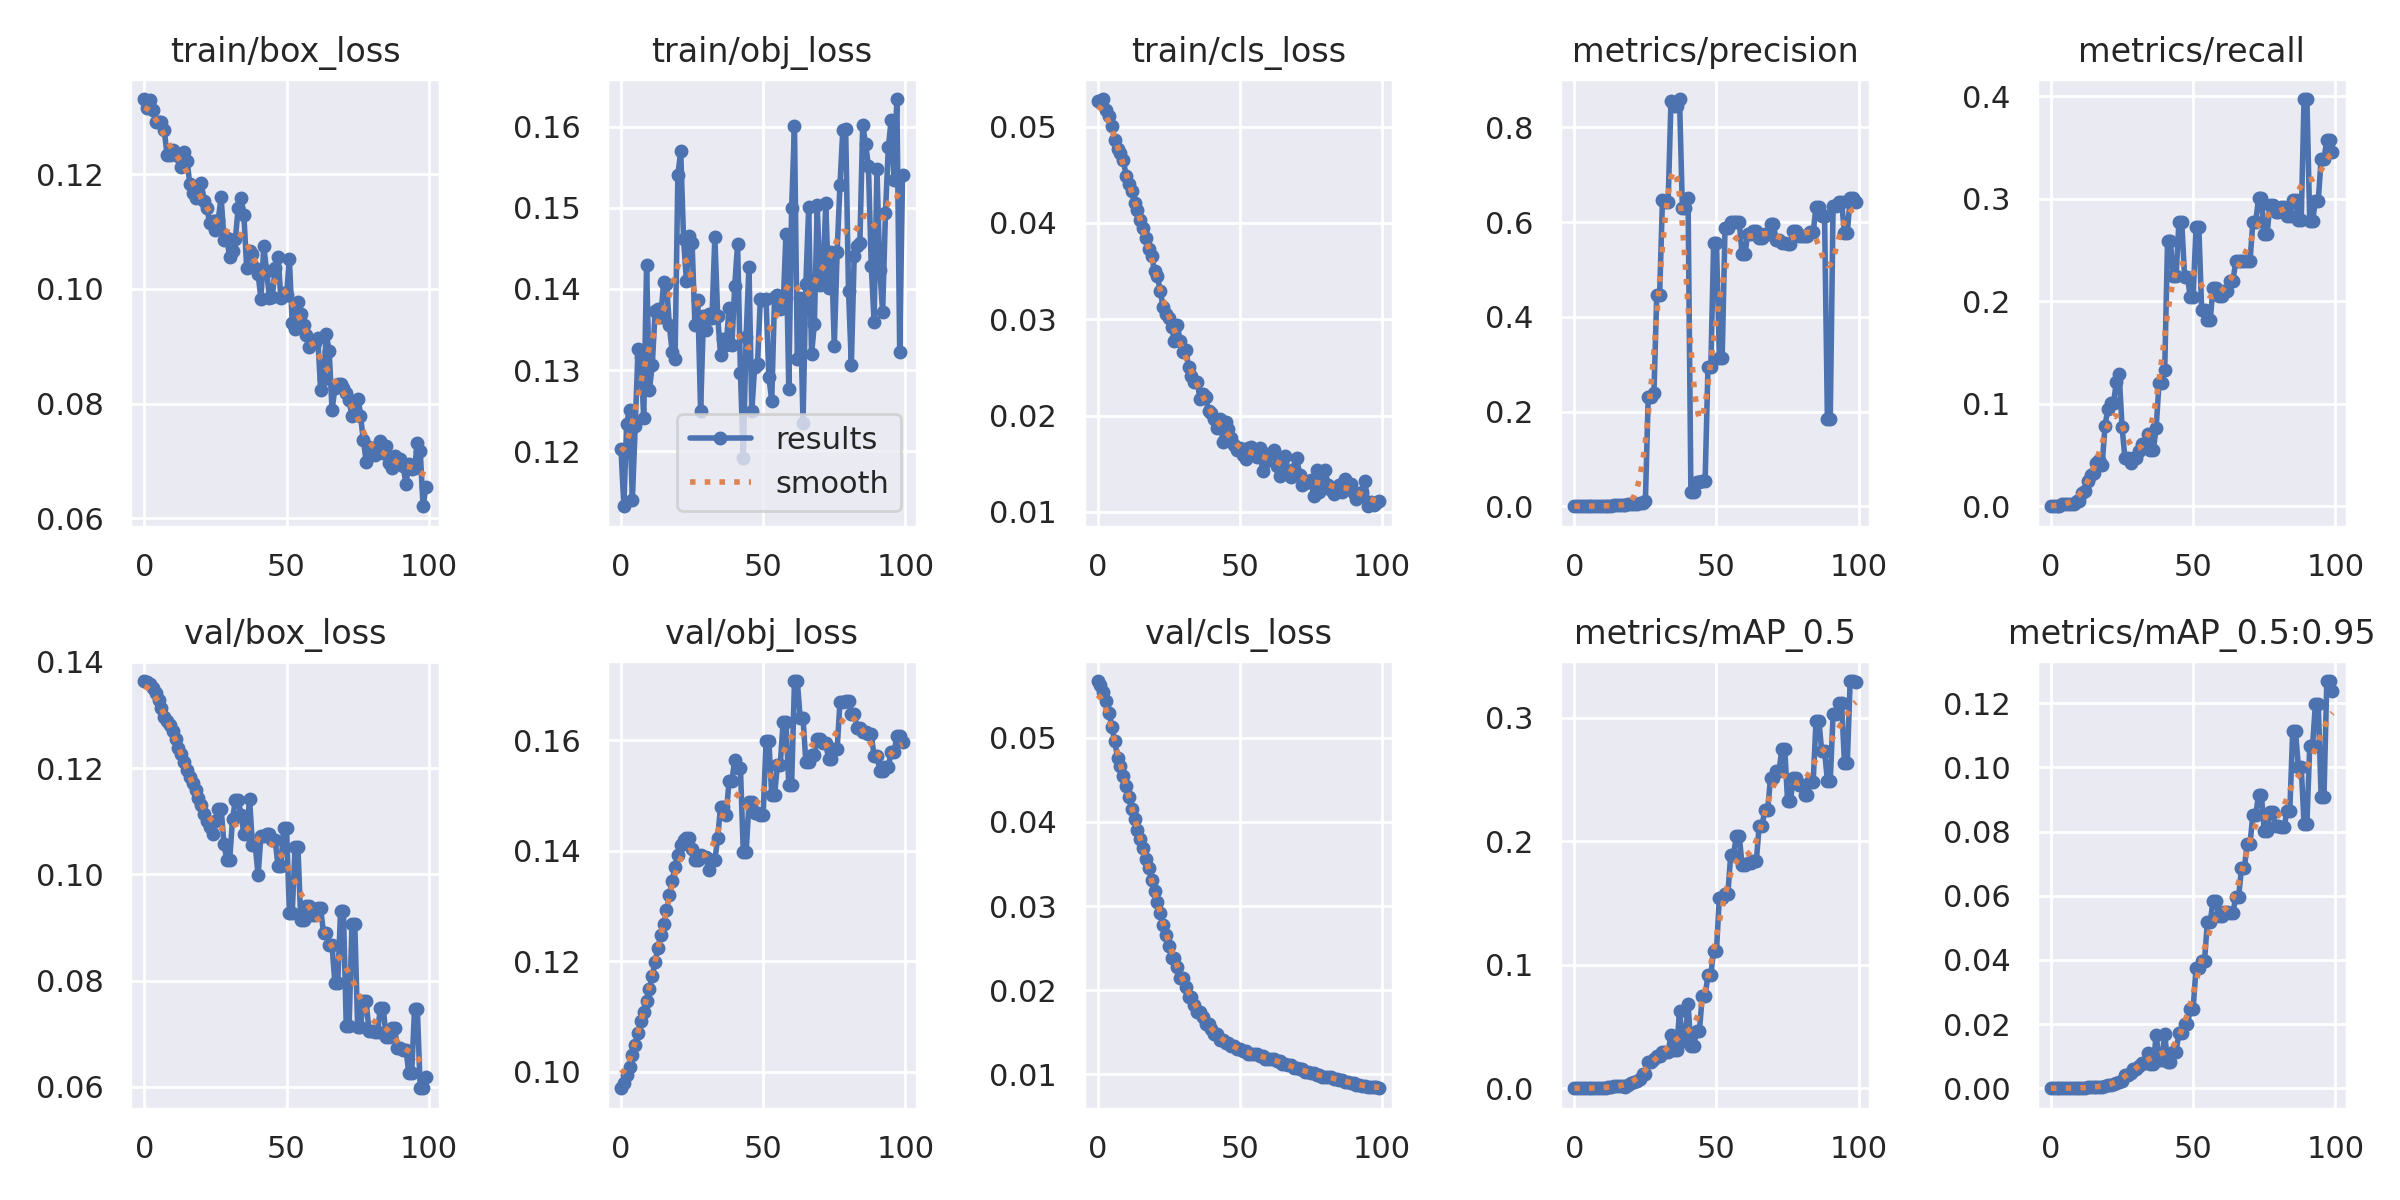 train/box_loss
train/obj_loss
train/cls_loss
metrics/precision
metrics/recall
0.12
0.10
0.08
0.06
0 50 100
0.16
0.15
0.14
0.13
0.12
results
smooth
0 50 100
0.05
0.04
0.03
0.02
0.01
0 50 100
0.8
0.6
0.4
0.2
0.0
0 50 100
0.4
0.3
0.2
0.1
0.0
0 50 100
val/box_loss
val/obj_loss
val/cls_loss
metrics/mAP_0.5
metrics/mAP_0.5:0.95
0.14
0.12
0.10
0.08
0.06
0 50 100
0.16
0.14
0.12
0.10
0 50 100
0.05
0.04
0.03
0.02
0.01
0 50 100
0.3
0.2
0.1
0.0
0 50 100
0.12
0.10
0.08
0.06
0.04
0.02
0.00
0 50 100